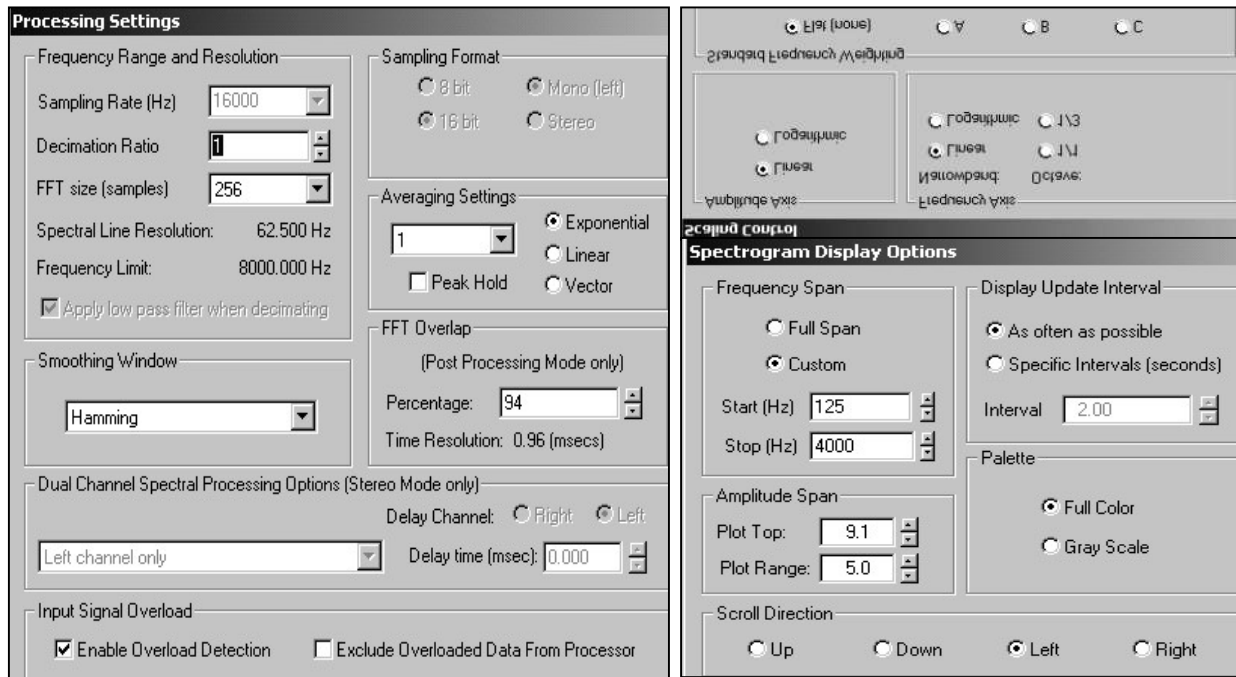 Processing Settings
Frequency Range and Resolution
Sampling Rate (Hz) 16000
Decimation Ratio 1
FFT size (samples) 256
Spectral Line Resolution: 62.500 Hz
Frequency Limit: 8000.000 Hz
Apply low pass filter when decimating
Sampling Format
8 bit Mono (left)
16 bit Stereo
Averaging Settings
1
Exponential
Linear
Peak Hold Vector
Smoothing Window
Hamming
FFT Overlap
(Post Processing Mode only)
Percentage: 94
Time Resolution: 0.96 (msecs)
Dual Channel Spectral Processing Options (Stereo Mode only)
Delay Channel: Right Left
Left channel only Delay time (msec): 0.000
Input Signal Overload
Enable Overload Detection Exclude Overloaded Data From Processor
Scaling Control
Amplitude Axis
Linear
Logarithmic
Frequency Axis
Narrowband: Octave:
Linear 1/1
Logarithmic 1/3
Standard Frequency Weighting
Flat (none) A B C
Spectrogram Display Options
Frequency Span
Full Span
Custom
Start (Hz) 125
Stop (Hz) 4000
Display Update Interval
As often as possible
Specific Intervals (seconds)
Interval 2.00
Amplitude Span
Plot Top: 9.1
Plot Range: 5.0
Palette
Full Color
Gray Scale
Scroll Direction
Up Down Left Right